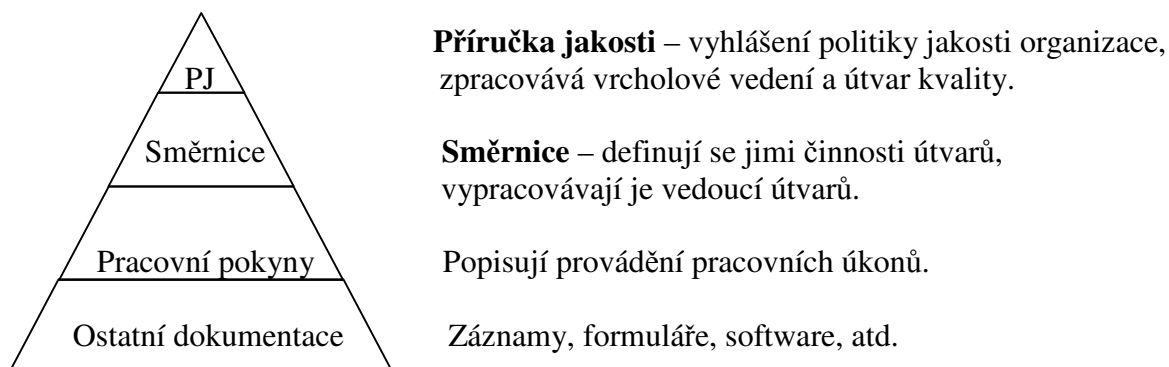 Příručka jakosti – vyhlášení politiky jakosti organizace,
PJ zpracovává vrcholové vedení a útvar kvality.
Směrnice Směrnice – definují se jimi činnosti útvarů,
vypracovávají je vedoucí útvarů.
Pracovní pokyny Popisují provádění pracovních úkonů.
Ostatní dokumentace Záznamy, formuláře, software, atd.